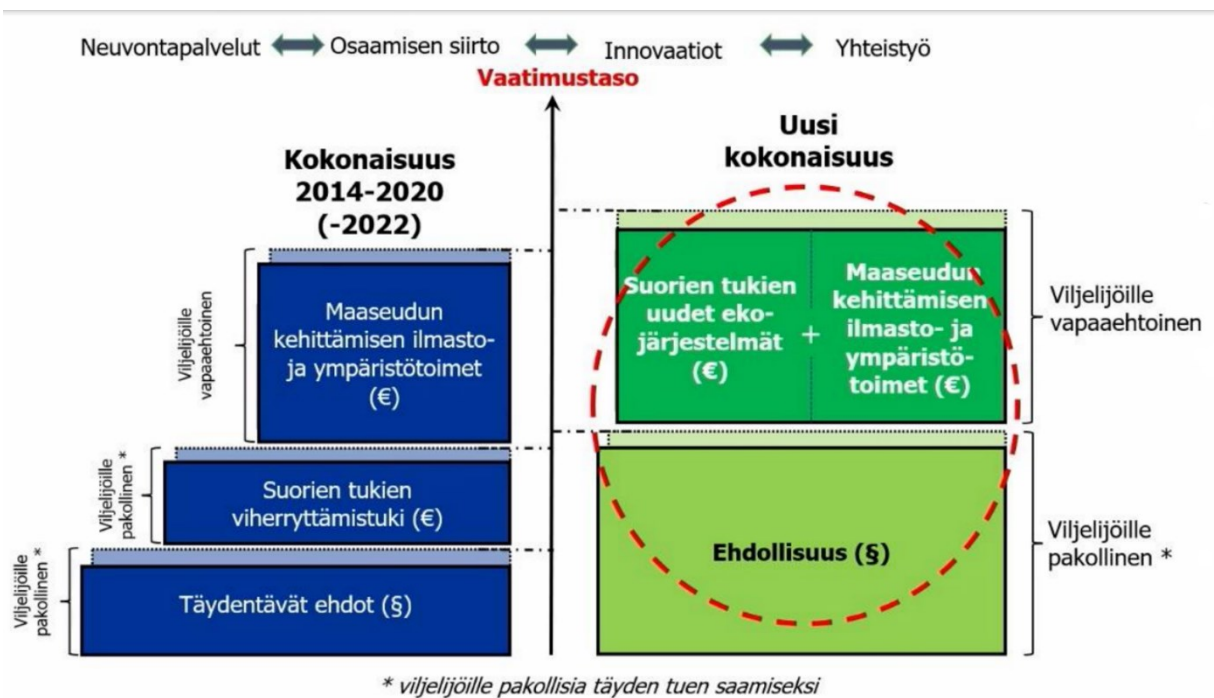 Neuvontapalvelut Osaamisen siirto Innovaatiot Yhteistyö
Vaatimustaso
Kokonaisuus
2014-2020
(-2022)
Viljelijöille
vapaaehtoinen
Maaseudun
kehittämisen ilmasto-
ja ympäristötoimet
(€)
Viljelijöille
pakollinen *
Suorien tukien
viherryttämistuki (€)
Viljelijöille
pakollinen *
Täydentävät ehdot (§)
Uusi
kokonaisuus
Suorien tukien
uudet eko-
järjestelmät
(€)
+
Maaseudun
kehittämisen
ilmasto- ja
ympäristö-
toimet (€)
Viljelijöille
vapaaehtoinen
Ehdollisuus (§)
Viljelijöille
pakollinen *
* viljelijöille pakollisia täyden tuen saamiseksi